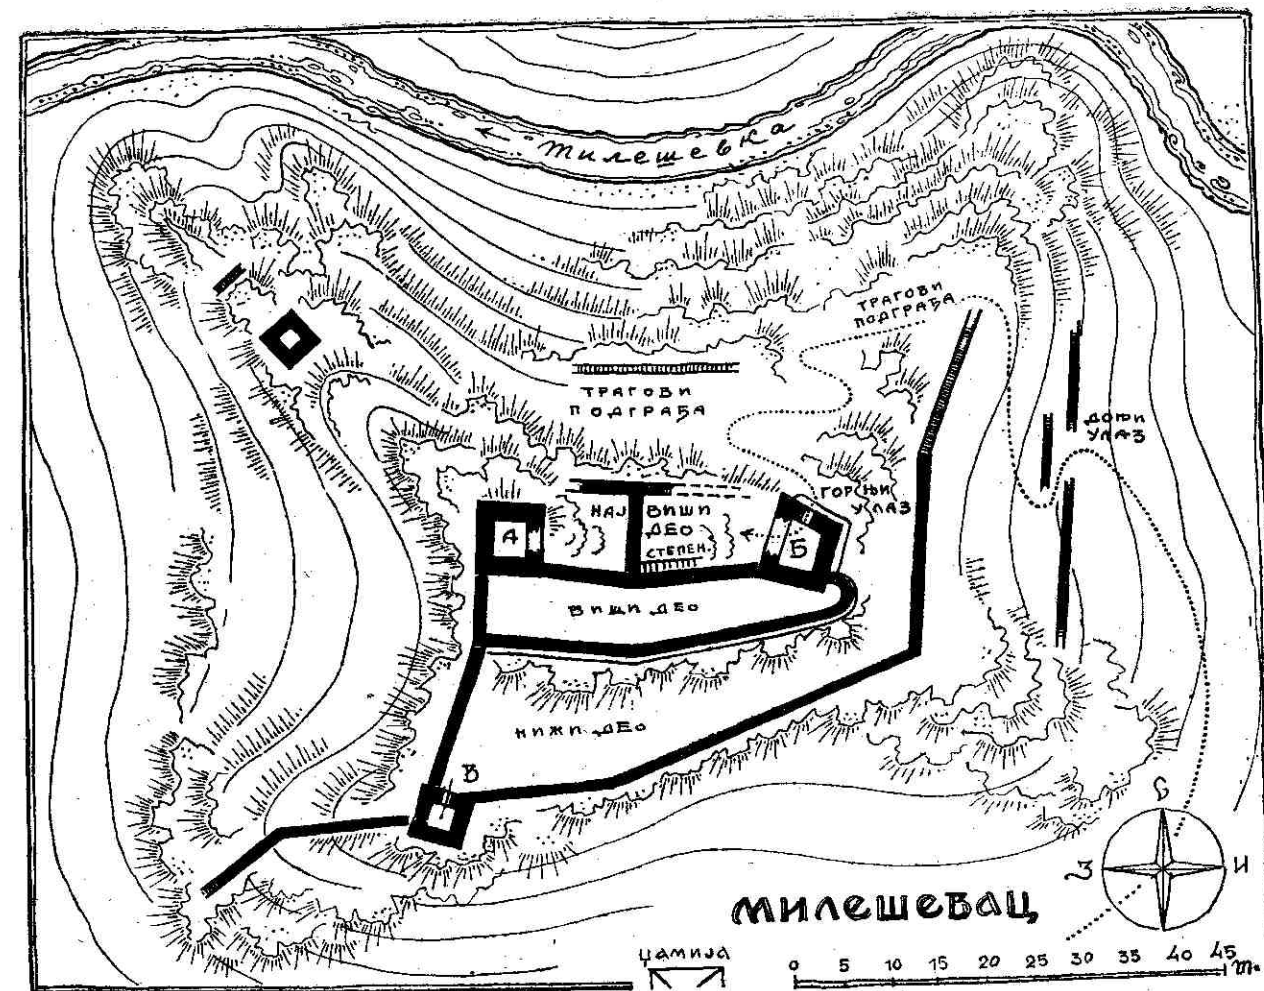 Милешевка
ТРАГОВИ
ПОДГРАЂА
ТРАГОВИ
ПОДГРАЂА
ДОЊИ
УЛАЗ
ГОРЊИ
УЛАЗ
НАЈ ВИШИ
ДЕО
СТЕПЕН.
А
Б
ВИШИ ДЕО
НИЖИ ДЕО
В
С
З
И
МИЛЕШЕВАЦ
ЏАМИЈА
0 5 10 15 20 25 30 35 40 45 m.